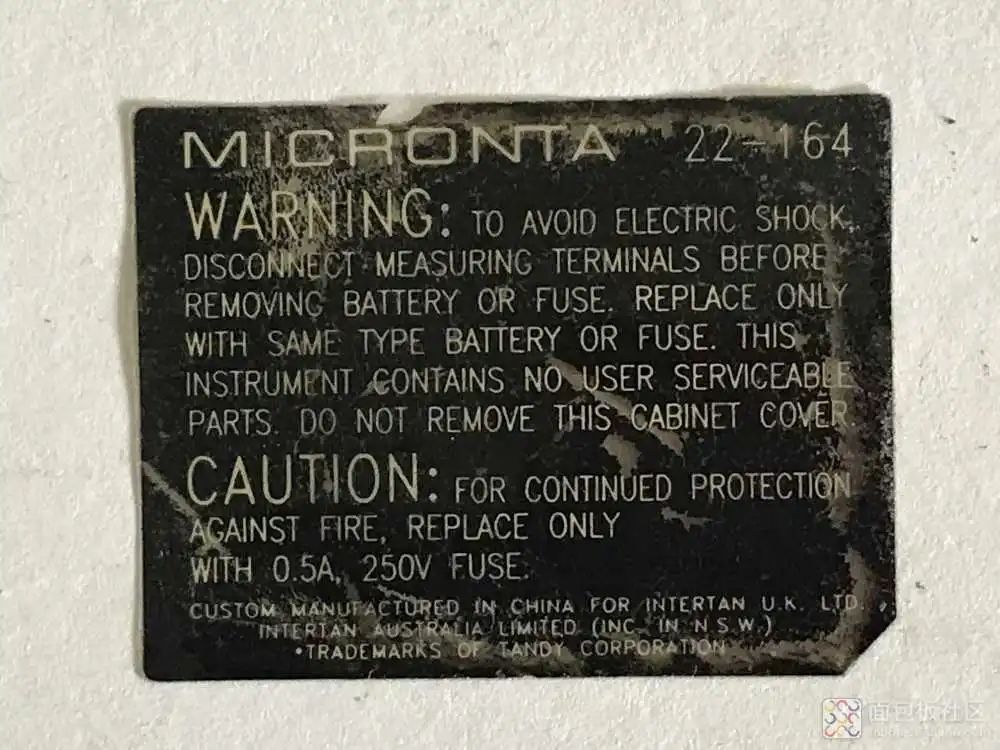 MICRONTA 22-164
WARNING: TO AVOID ELECTRIC SHOCK,
DISCONNECT MEASURING TERMINALS BEFORE
REMOVING BATTERY OR FUSE. REPLACE ONLY
WITH SAME TYPE BATTERY OR FUSE. THIS
INSTRUMENT CONTAINS NO USER SERVICEABLE
PARTS. DO NOT REMOVE THIS CABINET COVER.
CAUTION: FOR CONTINUED PROTECTION
AGAINST FIRE, REPLACE ONLY
WITH 0.5A, 250V FUSE.
CUSTOM MANUFACTURED IN CHINA FOR INTERTAN U.K. LTD.,
INTERTAN AUSTRALIA LIMITED (INC. IN N.S.W.)
•TRADEMARKS OF TANDY CORPORATION
面包板社区